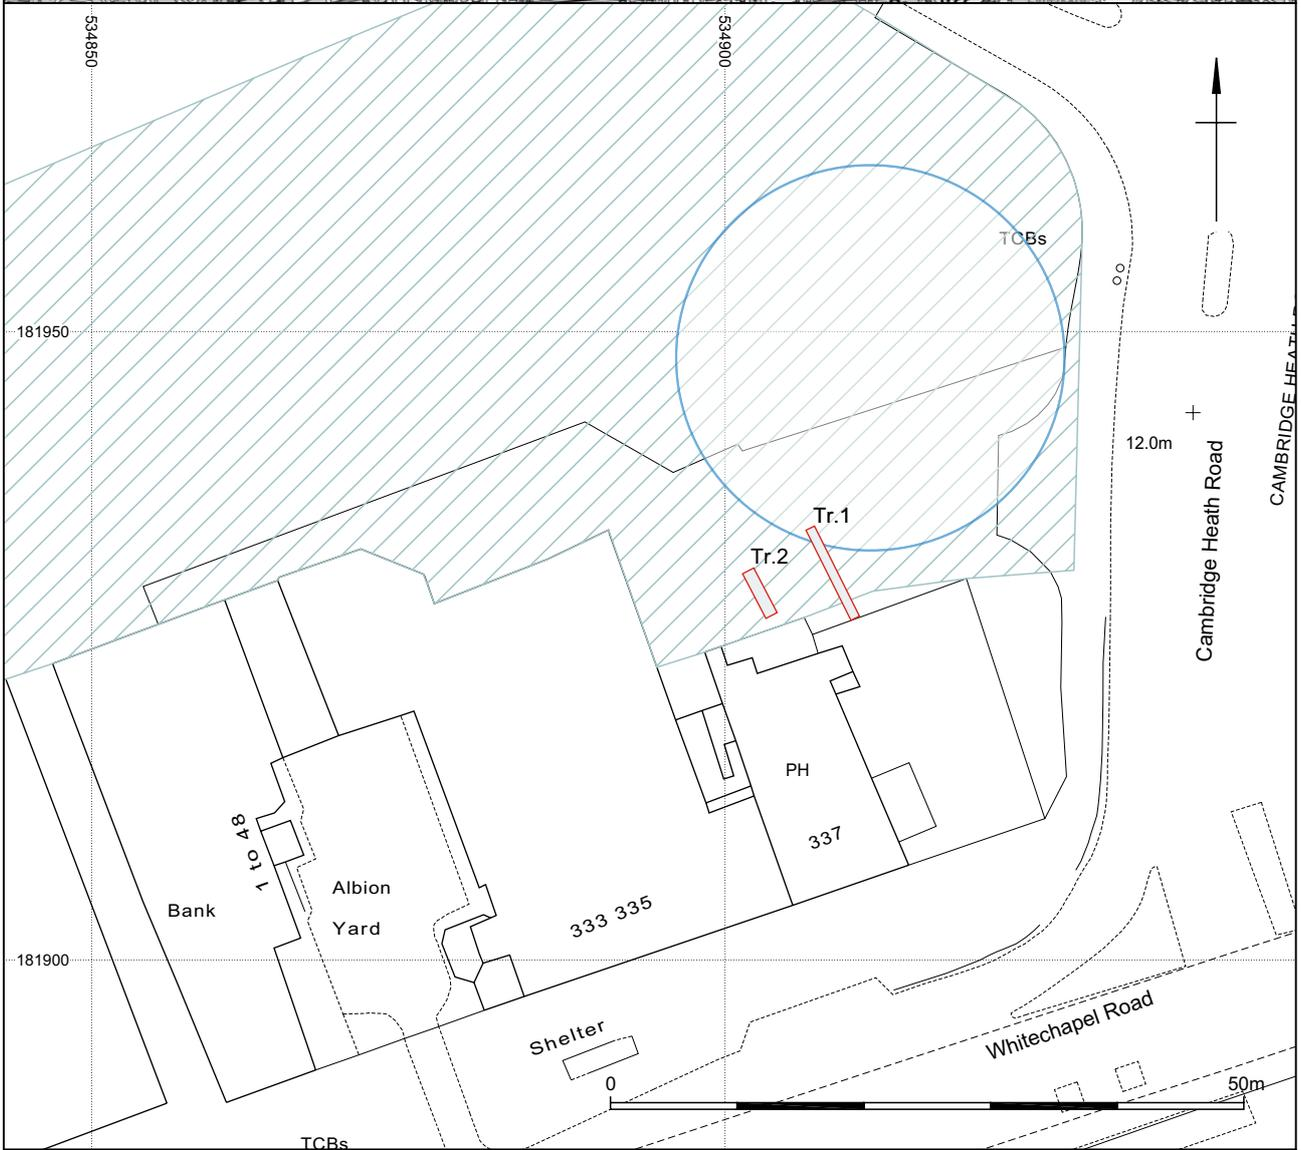 534850
534900
TCBs
181950
12.0m
CAMBRIDGE HEATH
Cambridge Heath Road
Tr.1
Tr.2
PH
337
1 to 48
Albion
Yard
Bank
333 335
181900
Shelter
Whitechapel Road
0
50m
TCBs